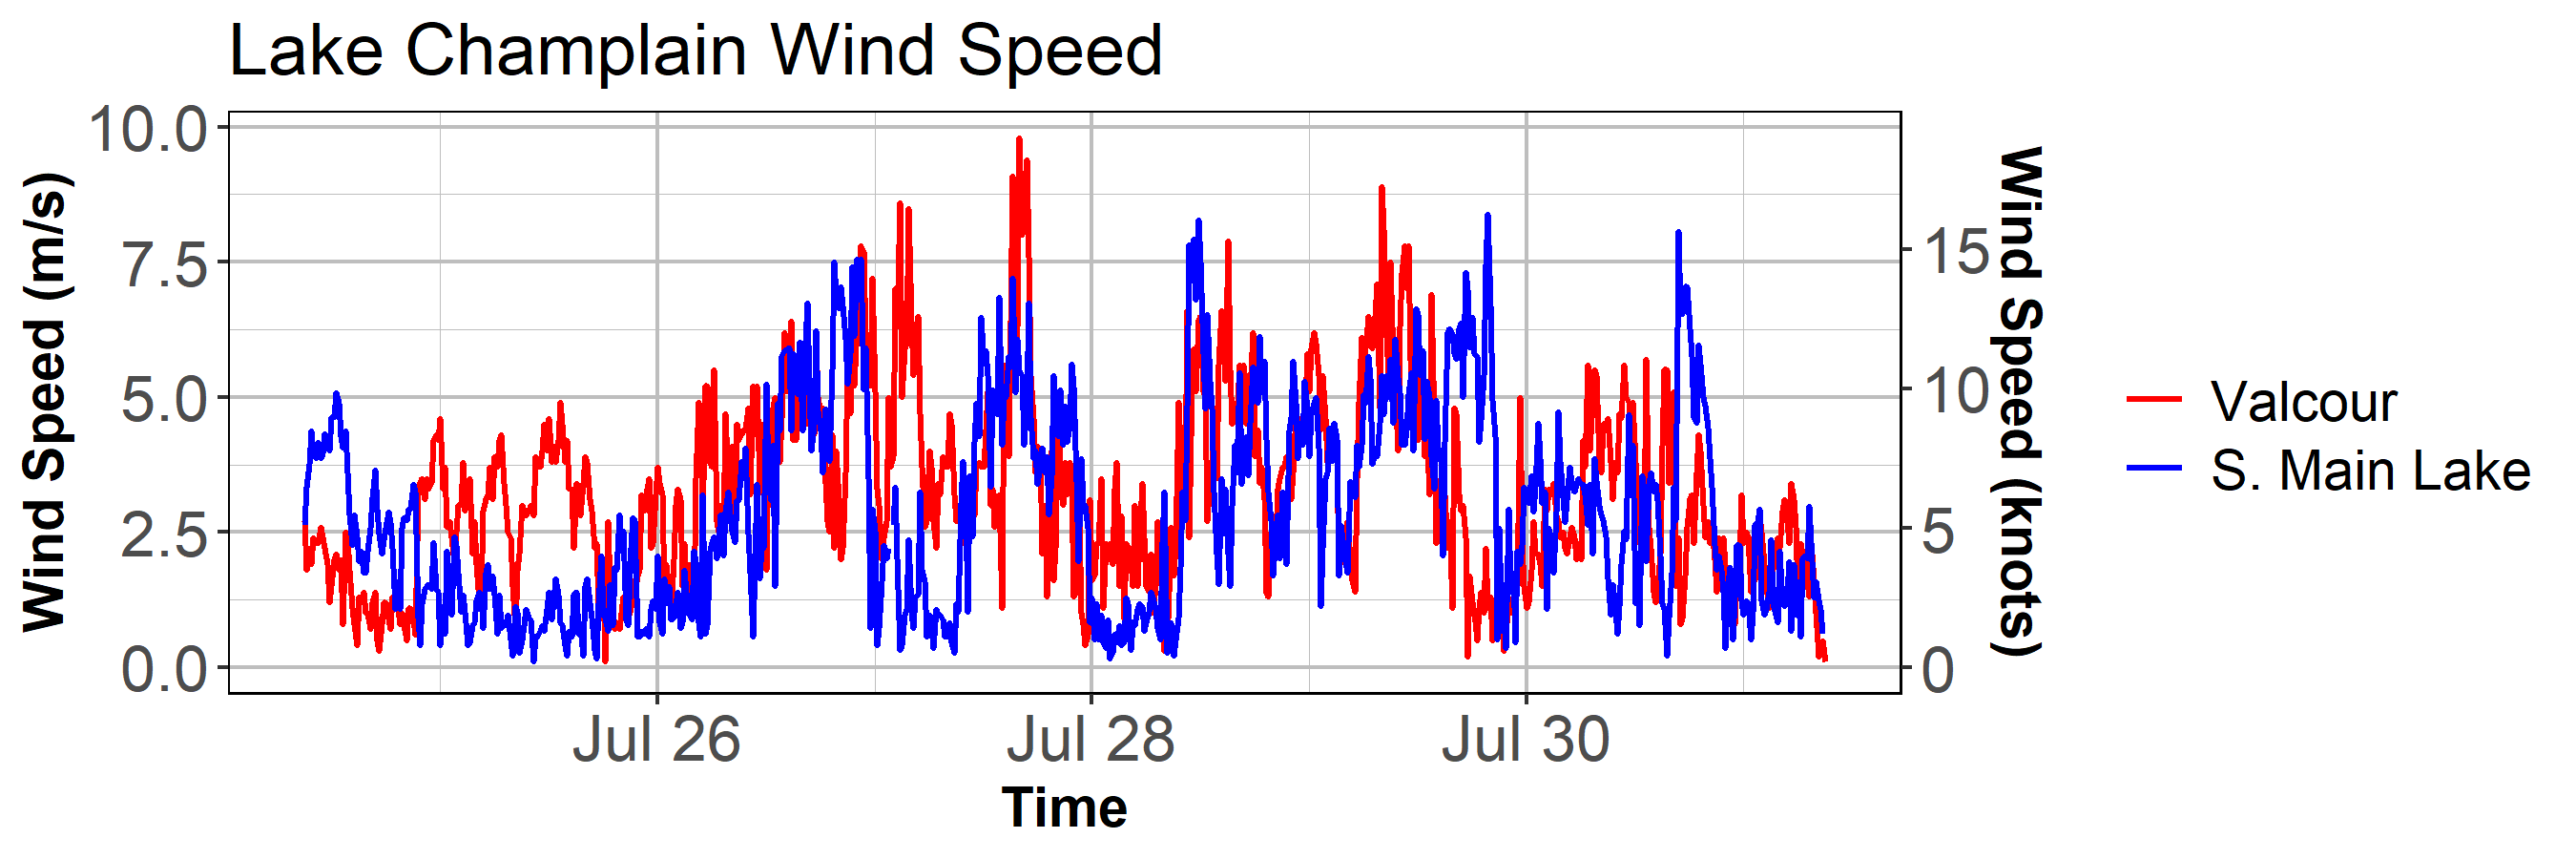 Lake Champlain Wind Speed
Wind Speed (m/s)
10.0
7.5
5.0
2.5
0.0
Jul 26
Jul 28
Jul 30
Time
15
10
5
0
Wind Speed (knots)
Valcour
S. Main Lake